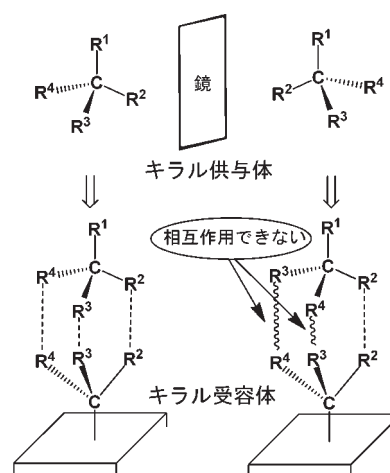 R¹
R⁴ C R²
R³
鏡
R¹
R² C R⁴
R³
キラル供与体
相互作用できない
R¹
R⁴ C R²
R³
R⁴ R³ R²
C
R¹
R³ C R²
R⁴
R⁴ R³ R²
C
キラル受容体